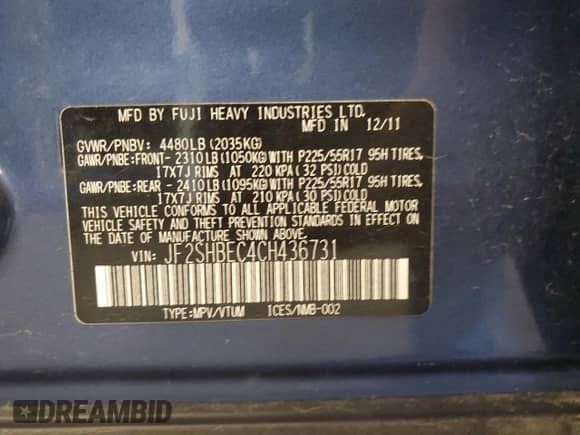 MFD BY FUJI HEAVY INDUSTRIES LTD.
MFD IN 12/11
GVWR/PNBV: 4480LB (2035KG)
GAWR/PNBE:FRONT- 2310LB (1050KG) WITH P225/55R17 95H TIRES,
17X7J RIMS AT 220 KPA ( 32 PSI) COLD
GAWR/PNBE:REAR - 2410LB (1095KG) WITH P225/55R17 95H TIRES,
17X7J RIMS AT 210 KPA ( 30 PSI) COLD
THIS VEHICLE CONFORMS TO ALL APPLICABLE FEDERAL MOTOR
VEHICLE SAFETY AND THEFT PREVENTION STANDARDS IN EFFECT ON
THE DATE OF MANUFACTURE SHOWN ABOVE.
VIN: JF2SHBEC4CH436731
TYPE:MPV/VTUM ICES/NMB-002
DREAMBID